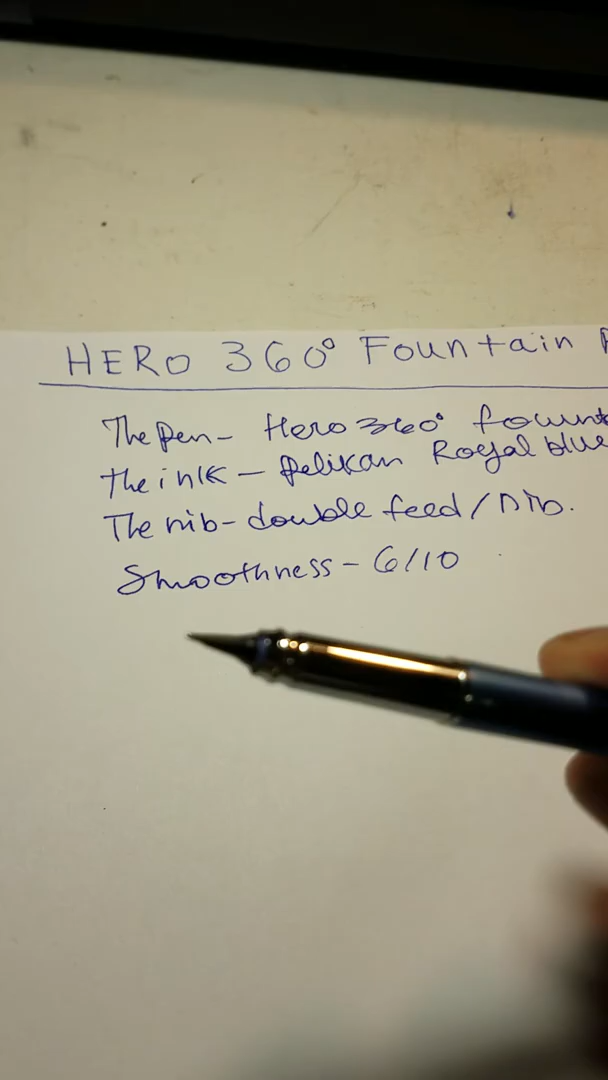 HERO 360° Fountain
The pen - Hero 360° fount
The ink - Pelikan Royal blue
The nib - double feed / nib.
Smoothness - 6/10